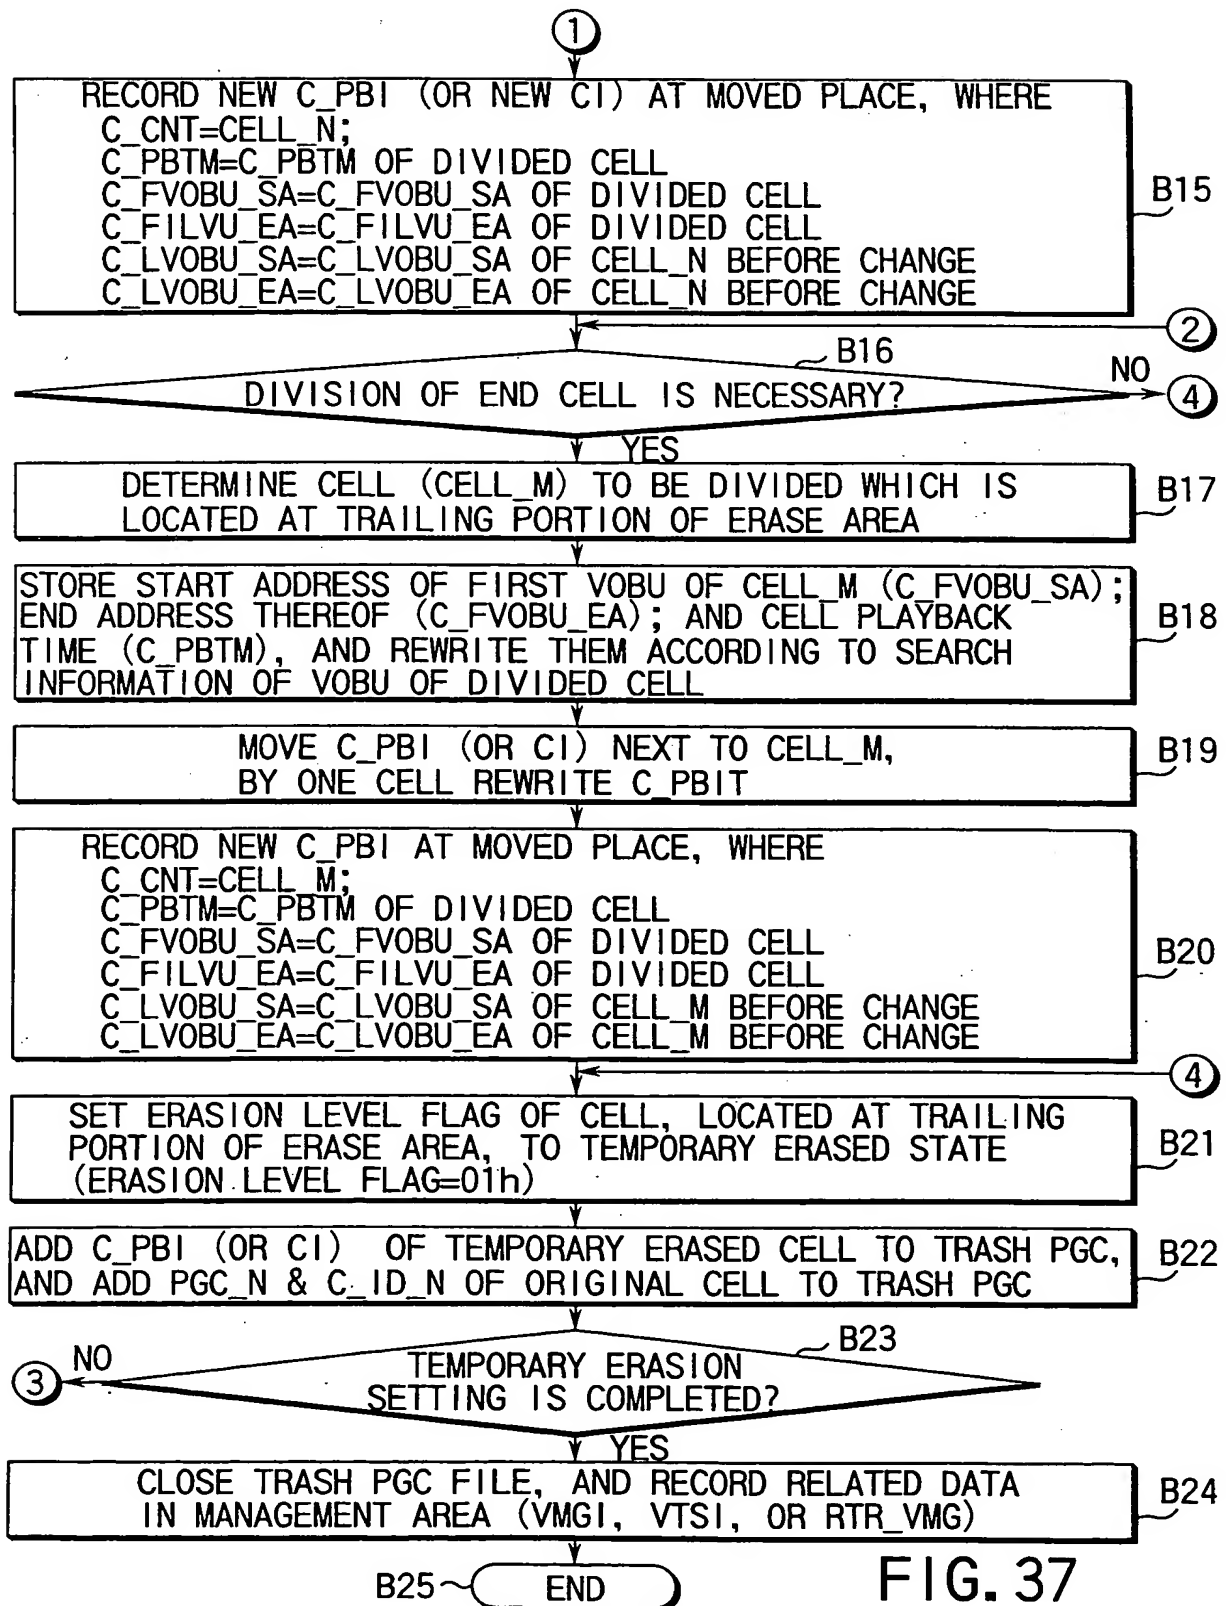 1
RECORD NEW C_PBI (OR NEW CI) AT MOVED PLACE, WHERE
C_CNT=CELL_N;
C_PBTM=C_PBTM OF DIVIDED CELL
C_FVOBU_SA=C_FVOBU_SA OF DIVIDED CELL
C_FILVU_EA=C_FILVU_EA OF DIVIDED CELL
C_LVOBU_SA=C_LVOBU_SA OF CELL_N BEFORE CHANGE
C_LVOBU_EA=C_LVOBU_EA OF CELL_N BEFORE CHANGE
B15
2
B16
DIVISION OF END CELL IS NECESSARY?
NO
4
YES
DETERMINE CELL (CELL_M) TO BE DIVIDED WHICH IS
LOCATED AT TRAILING PORTION OF ERASE AREA
B17
STORE START ADDRESS OF FIRST VOBU OF CELL_M (C_FVOBU_SA);
END ADDRESS THEREOF (C_FVOBU_EA); AND CELL PLAYBACK
TIME (C_PBTM), AND REWRITE THEM ACCORDING TO SEARCH
INFORMATION OF VOBU OF DIVIDED CELL
B18
MOVE C_PBI (OR CI) NEXT TO CELL_M,
BY ONE CELL REWRITE C_PBIT
B19
RECORD NEW C_PBI AT MOVED PLACE, WHERE
C_CNT=CELL_M;
C_PBTM=C_PBTM OF DIVIDED CELL
C_FVOBU_SA=C_FVOBU_SA OF DIVIDED CELL
C_FILVU_EA=C_FILVU_EA OF DIVIDED CELL
C_LVOBU_SA=C_LVOBU_SA OF CELL_M BEFORE CHANGE
C_LVOBU_EA=C_LVOBU_EA OF CELL_M BEFORE CHANGE
B20
4
SET ERASION LEVEL FLAG OF CELL, LOCATED AT TRAILING
PORTION OF ERASE AREA, TO TEMPORARY ERASED STATE
(ERASION LEVEL FLAG=01h)
B21
ADD C_PBI (OR CI) OF TEMPORARY ERASED CELL TO TRASH PGC,
AND ADD PGC_N & C_ID_N OF ORIGINAL CELL TO TRASH PGC
B22
B23
3
NO
TEMPORARY ERASION
SETTING IS COMPLETED?
YES
CLOSE TRASH PGC FILE, AND RECORD RELATED DATA
IN MANAGEMENT AREA (VMGI, VTSI, OR RTR_VMG)
B24
B25
END
FIG. 37